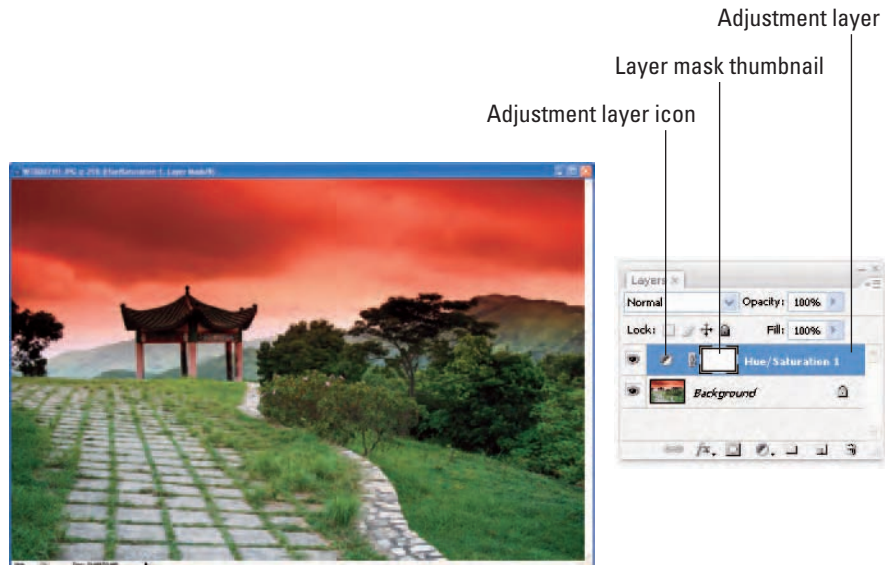 Adjustment layer
Layer mask thumbnail
Adjustment layer icon
Layers
Normal Opacity: 100%
Lock: Fill: 100%
Hue/Saturation 1
Background